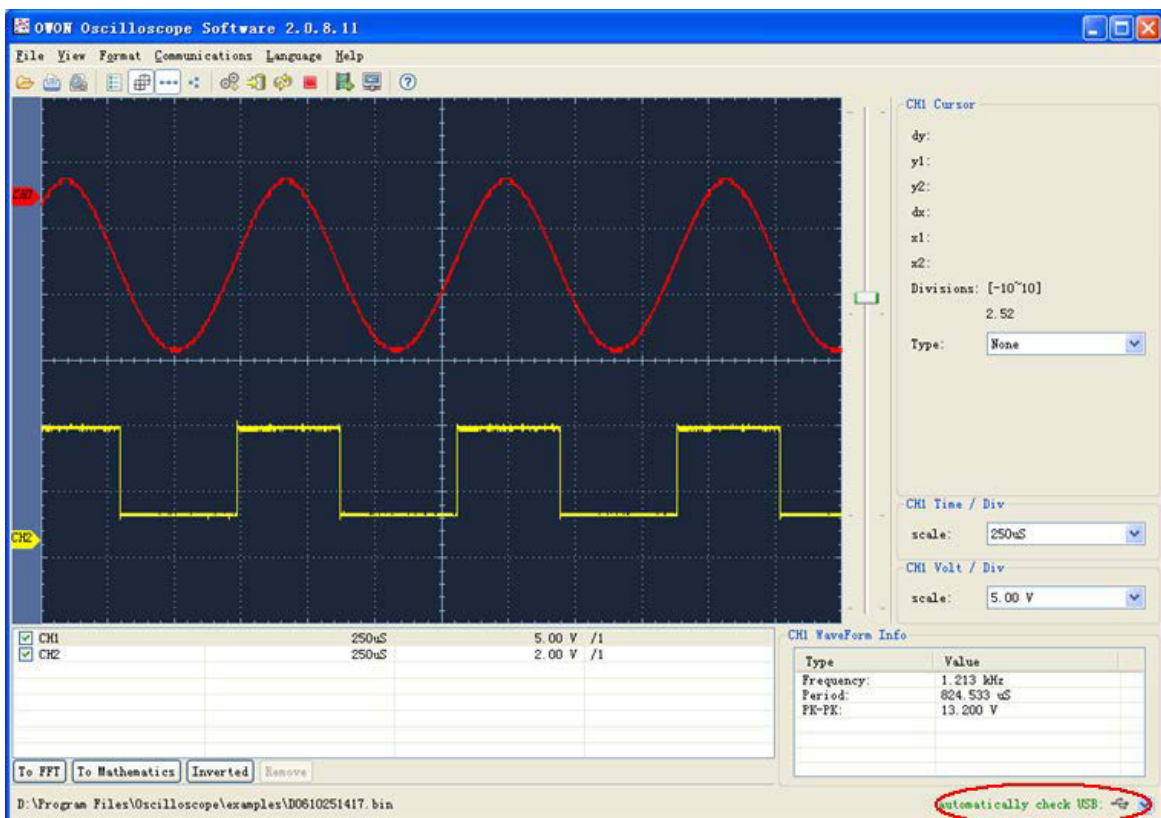 OWON Oscilloscope Software 2.0.8.11
File View Format Communications Language Help
CH1 Cursor
dy:
y1:
y2:
dx:
x1:
x2:
Divisions: [-10~10]
2.52
Type: None
CH1 Time / Div
scale: 250uS
CH1 Volt / Div
scale: 5.00 V
CH2
CH1 250uS 5.00 V /1
CH2 250uS 2.00 V /1
CH1 WaveForm Info
Type Value
Frequency: 1.213 kHz
Period: 824.533 uS
PK-PK: 13.200 V
To FFT To Mathematics Inverted Remove
D:\Program Files\Oscilloscope\examples\D0610251417.bin
automatically check USB: